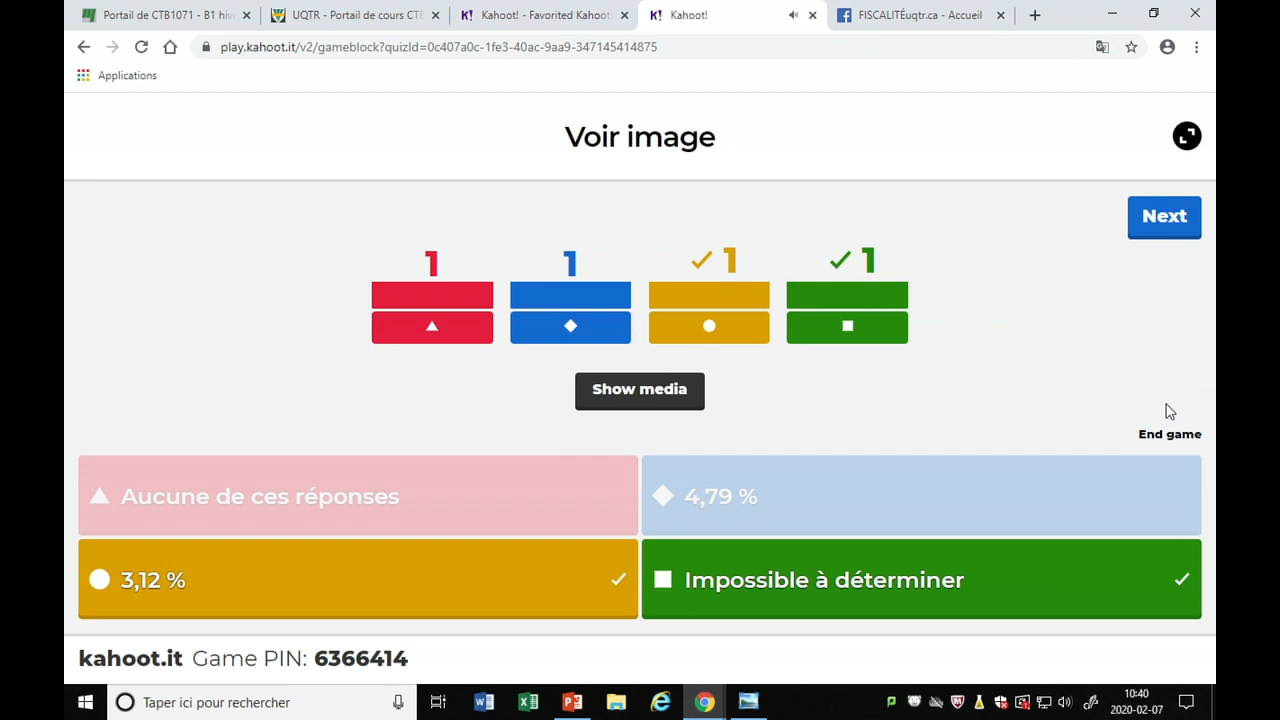 Portail de CTB1071 - B1 hiv
UQTR - Portail de cours CTB
Kahoot! - Favorited Kahoots
Kahoot!
FISCALITÉuqtr.ca - Accueil
play.kahoot.it/v2/gameblock?quizId=0c407a0c-1fe3-40ac-9aa9-347145414875
Applications
Voir image
Next
1 1 1 1
Show media
End game
Aucune de ces réponses
4,79 %
3,12 %
Impossible à déterminer
kahoot.it Game PIN: 6366414
Taper ici pour rechercher
10:40
2020-02-07